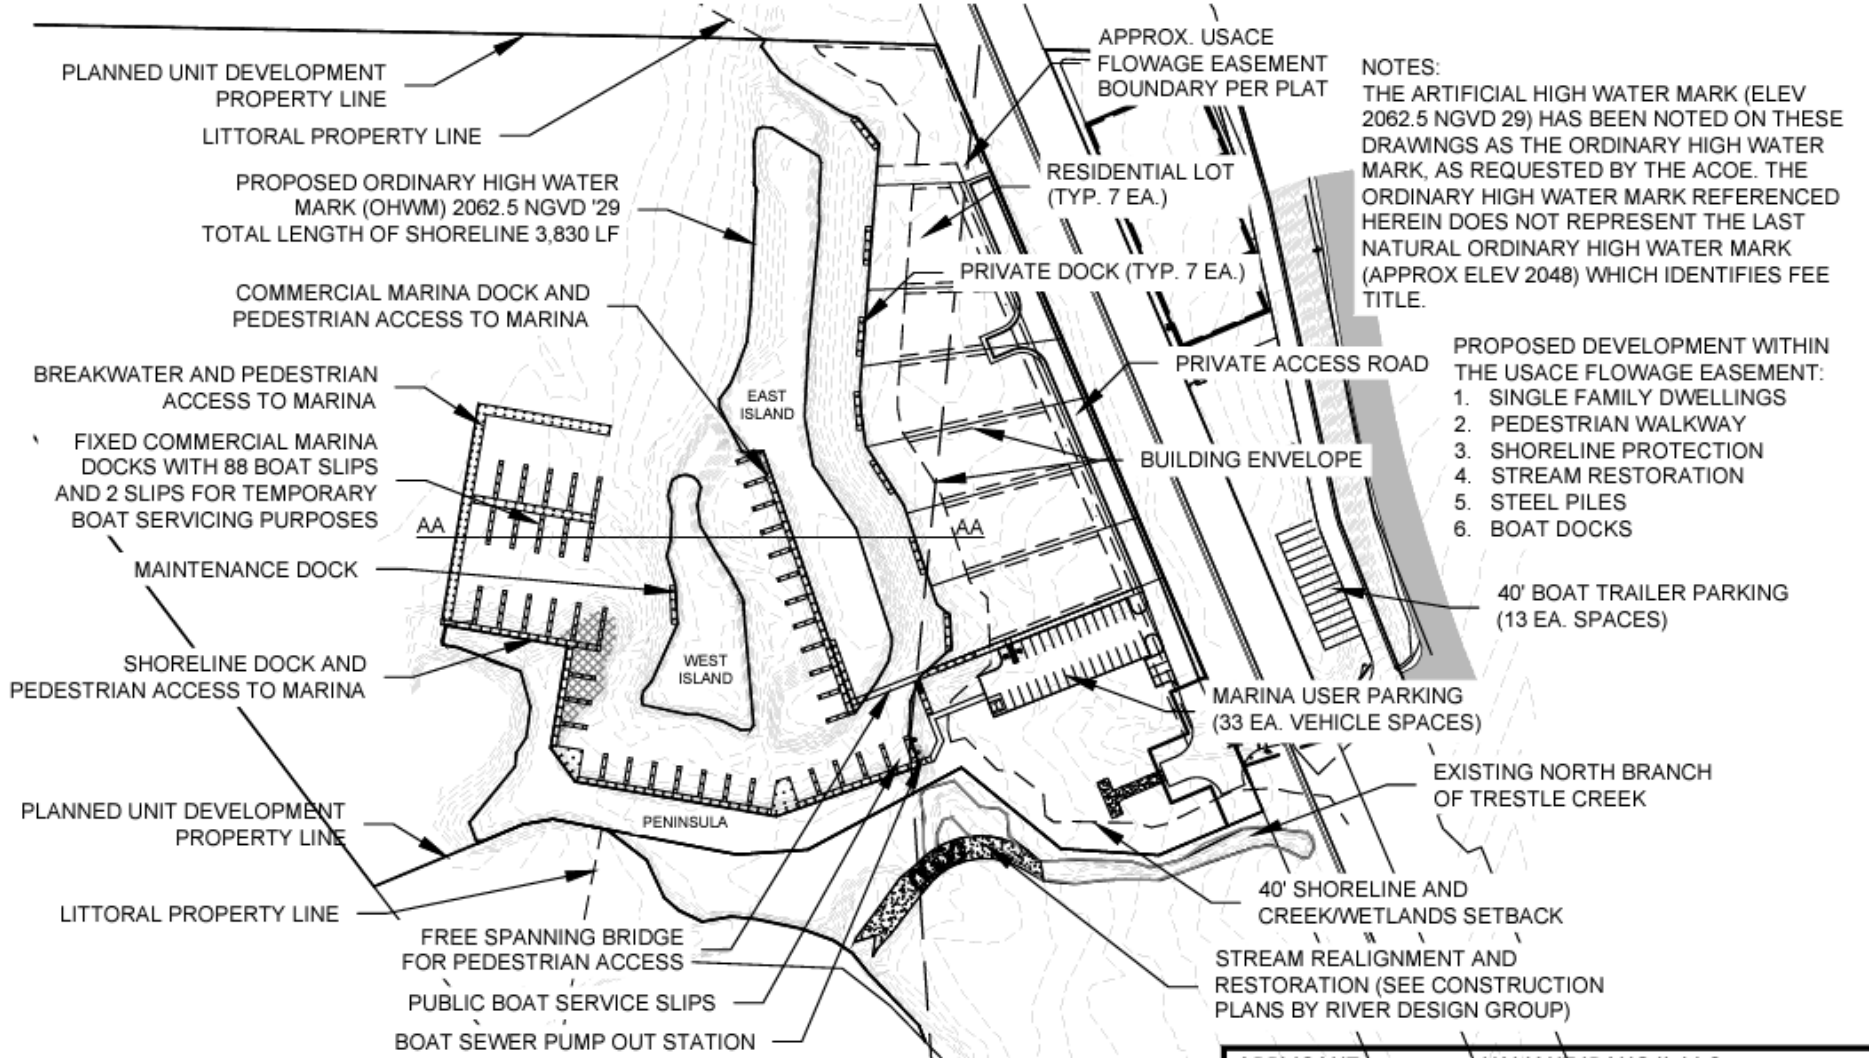 PLANNED UNIT DEVELOPMENT
PROPERTY LINE
LITTORAL PROPERTY LINE
PROPOSED ORDINARY HIGH WATER
MARK (OHWM) 2062.5 NGVD '29
TOTAL LENGTH OF SHORELINE 3,830 LF
COMMERCIAL MARINA DOCK AND
PEDESTRIAN ACCESS TO MARINA
BREAKWATER AND PEDESTRIAN
ACCESS TO MARINA
FIXED COMMERCIAL MARINA
DOCKS WITH 88 BOAT SLIPS
AND 2 SLIPS FOR TEMPORARY
BOAT SERVICING PURPOSES
AA
AA
MAINTENANCE DOCK
SHORELINE DOCK AND
PEDESTRIAN ACCESS TO MARINA
PLANNED UNIT DEVELOPMENT
PROPERTY LINE
LITTORAL PROPERTY LINE
FREE SPANNING BRIDGE
FOR PEDESTRIAN ACCESS
PUBLIC BOAT SERVICE SLIPS
BOAT SEWER PUMP OUT STATION
EAST
ISLAND
WEST
ISLAND
PENINSULA
APPROX. USACE
FLOWAGE EASEMENT
BOUNDARY PER PLAT
RESIDENTIAL LOT
(TYP. 7 EA.)
PRIVATE DOCK (TYP. 7 EA.)
PRIVATE ACCESS ROAD
BUILDING ENVELOPE
NOTES:
THE ARTIFICIAL HIGH WATER MARK (ELEV
2062.5 NGVD 29) HAS BEEN NOTED ON THESE
DRAWINGS AS THE ORDINARY HIGH WATER
MARK, AS REQUESTED BY THE ACOE. THE
ORDINARY HIGH WATER MARK REFERENCED
HEREIN DOES NOT REPRESENT THE LAST
NATURAL ORDINARY HIGH WATER MARK
(APPROX ELEV 2048) WHICH IDENTIFIES FEE
TITLE.
PROPOSED DEVELOPMENT WITHIN
THE USACE FLOWAGE EASEMENT:
1. SINGLE FAMILY DWELLINGS
2. PEDESTRIAN WALKWAY
3. SHORELINE PROTECTION
4. STREAM RESTORATION
5. STEEL PILES
6. BOAT DOCKS
40' BOAT TRAILER PARKING
(13 EA. SPACES)
MARINA USER PARKING
(33 EA. VEHICLE SPACES)
EXISTING NORTH BRANCH
OF TRESTLE CREEK
40' SHORELINE AND
CREEK/WETLANDS SETBACK
STREAM REALIGNMENT AND
RESTORATION (SEE CONSTRUCTION
PLANS BY RIVER DESIGN GROUP)